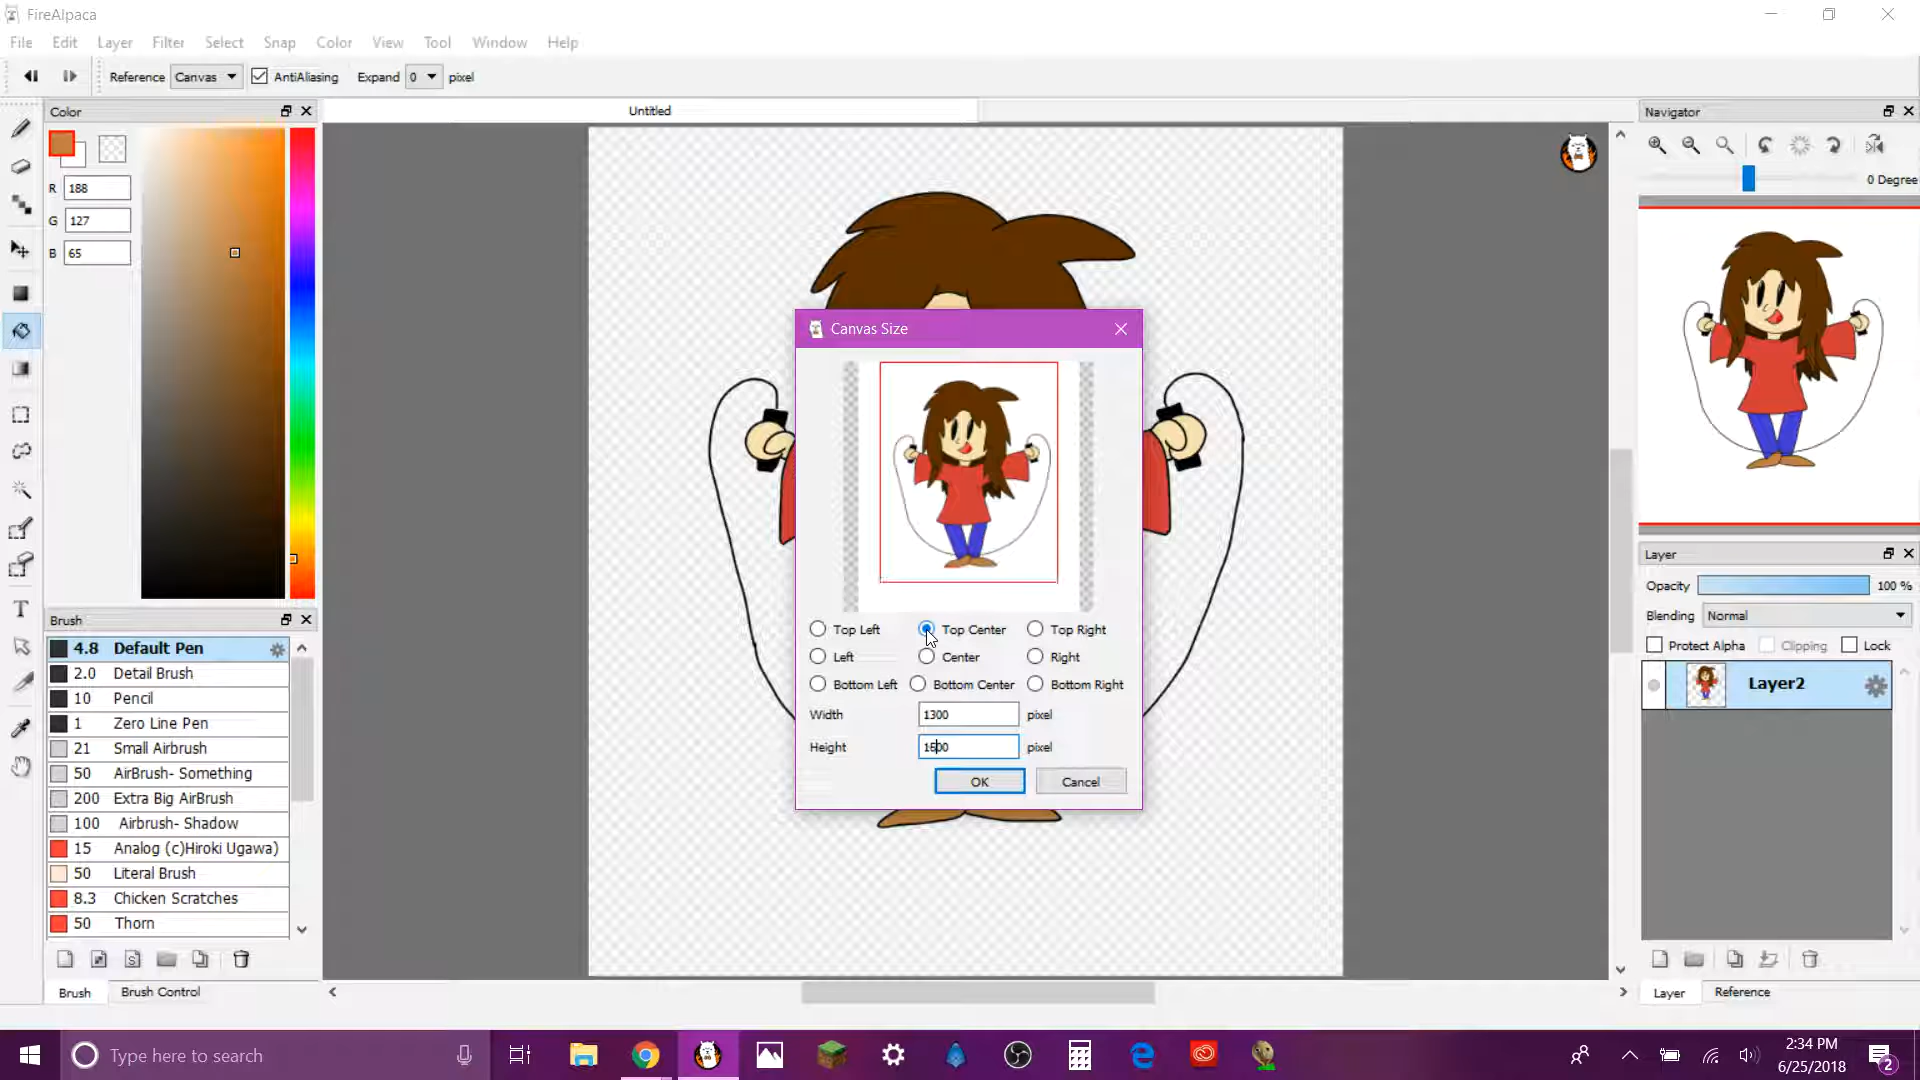 FireAlpaca
File Edit Layer Filter Select Snap Color View Tool Window Help
Reference Canvas AntiAliasing Expand 0 pixel
Color
Untitled
Navigator
R 188
G 127
B 65
0 Degree
Canvas Size
Top Left Top Center Top Right
Left Center Right
Bottom Left Bottom Center Bottom Right
Width 1300 pixel
Height 1600 pixel
OK Cancel
Brush
4.8 Default Pen
2.0 Detail Brush
10 Pencil
1 Zero Line Pen
21 Small Airbrush
50 AirBrush- Something
200 Extra Big AirBrush
100 Airbrush- Shadow
15 Analog (c)Hiroki Ugawa)
50 Literal Brush
8.3 Chicken Scratches
50 Thorn
Brush Brush Control
Layer
Opacity 100 %
Blending Normal
Protect Alpha Clipping Lock
Layer2
Layer Reference
Type here to search
2:34 PM
6/25/2018
2